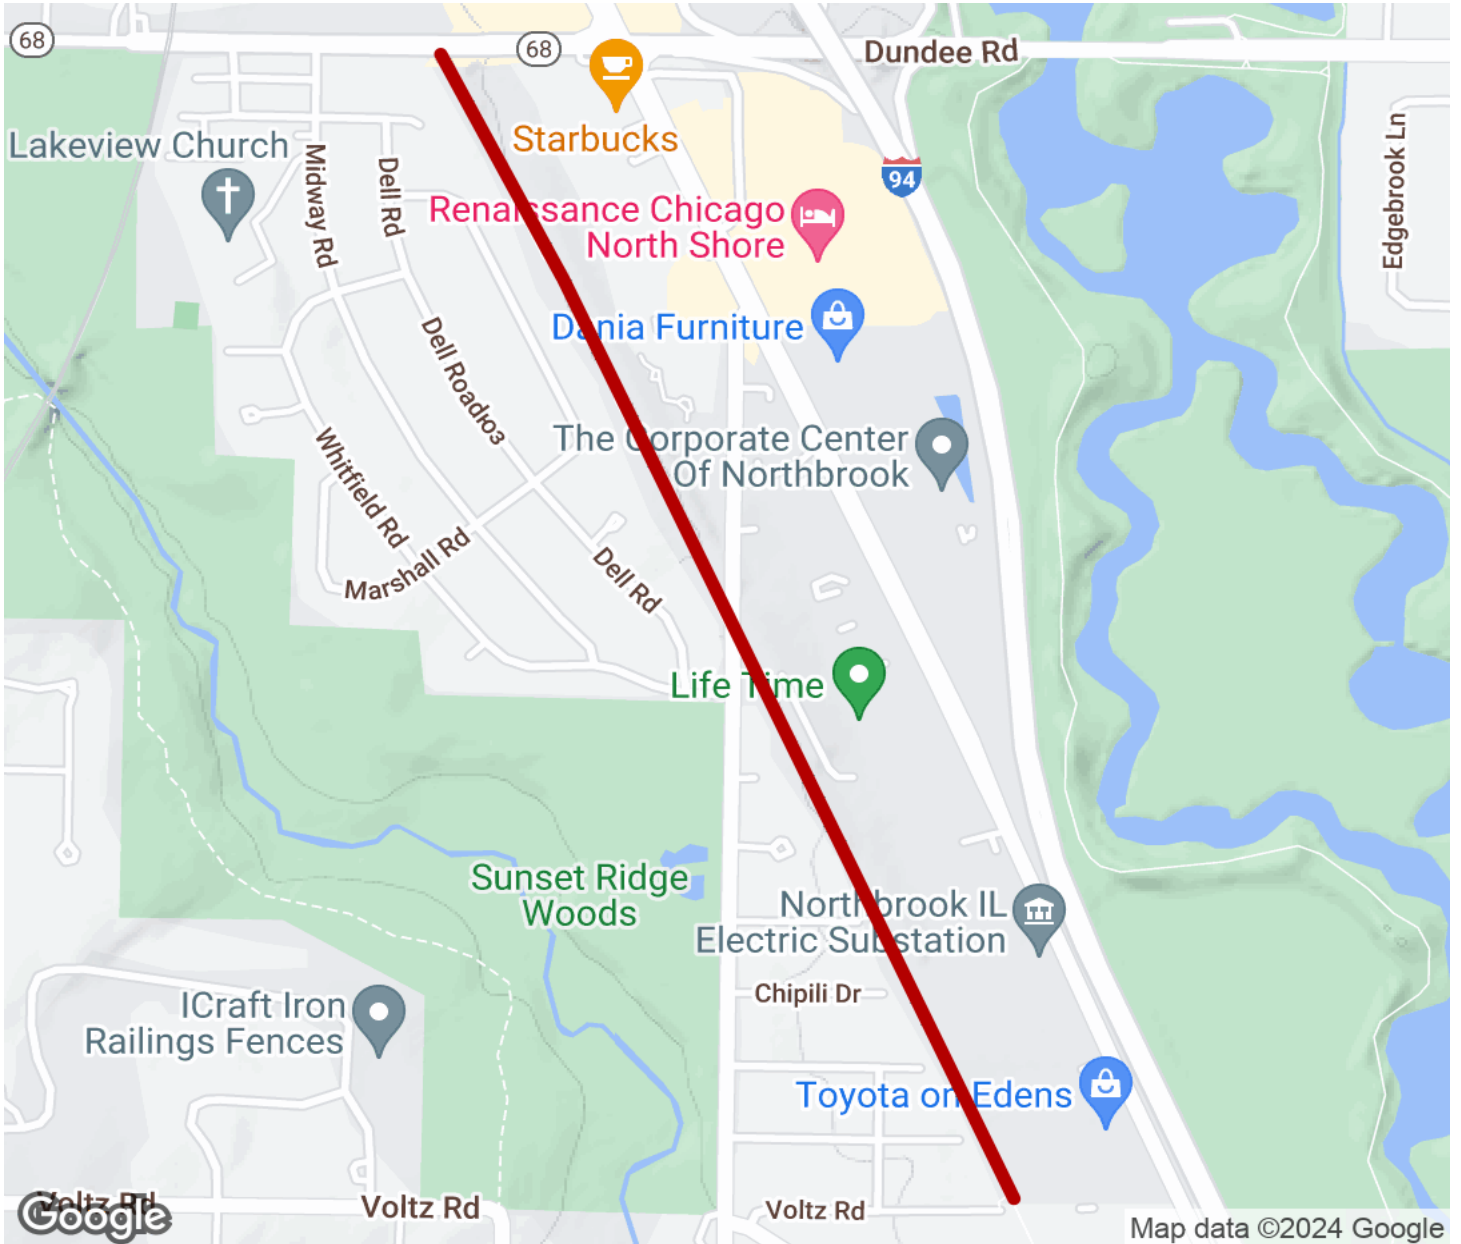 68
68
Dundee Rd
Starbucks
Lakeview Church
Midway Rd
Dell Rd
94
Edgebrook Ln
Renaissance Chicago
North Shore
Dania Furniture
Dell Roadкоз
The Corporate Center
Of Northbrook
Whitfield Rd
Marshall Rd
Dell Rd
Life Time
Sunset Ridge
Woods
Northbrook IL
Electric Substation
Chipili Dr
ICraft Iron
Railings Fences
Toyota on Edens
Voltz Rd
Voltz Rd
Voltz Rd
Google
Map data ©2024 Google